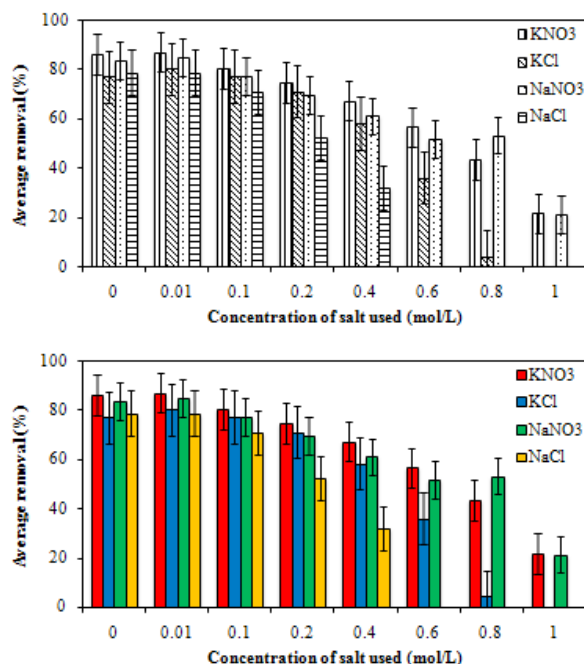 100
80
60
40
20
0
Average removal (%)
KNO3
KCl
NaNO3
NaCl
0 0.01 0.1 0.2 0.4 0.6 0.8 1
Concentration of salt used (mol/L)
100
80
60
40
20
0
Average removal (%)
KNO3
KCl
NaNO3
NaCl
0 0.01 0.1 0.2 0.4 0.6 0.8 1
Concentration of salt used (mol/L)